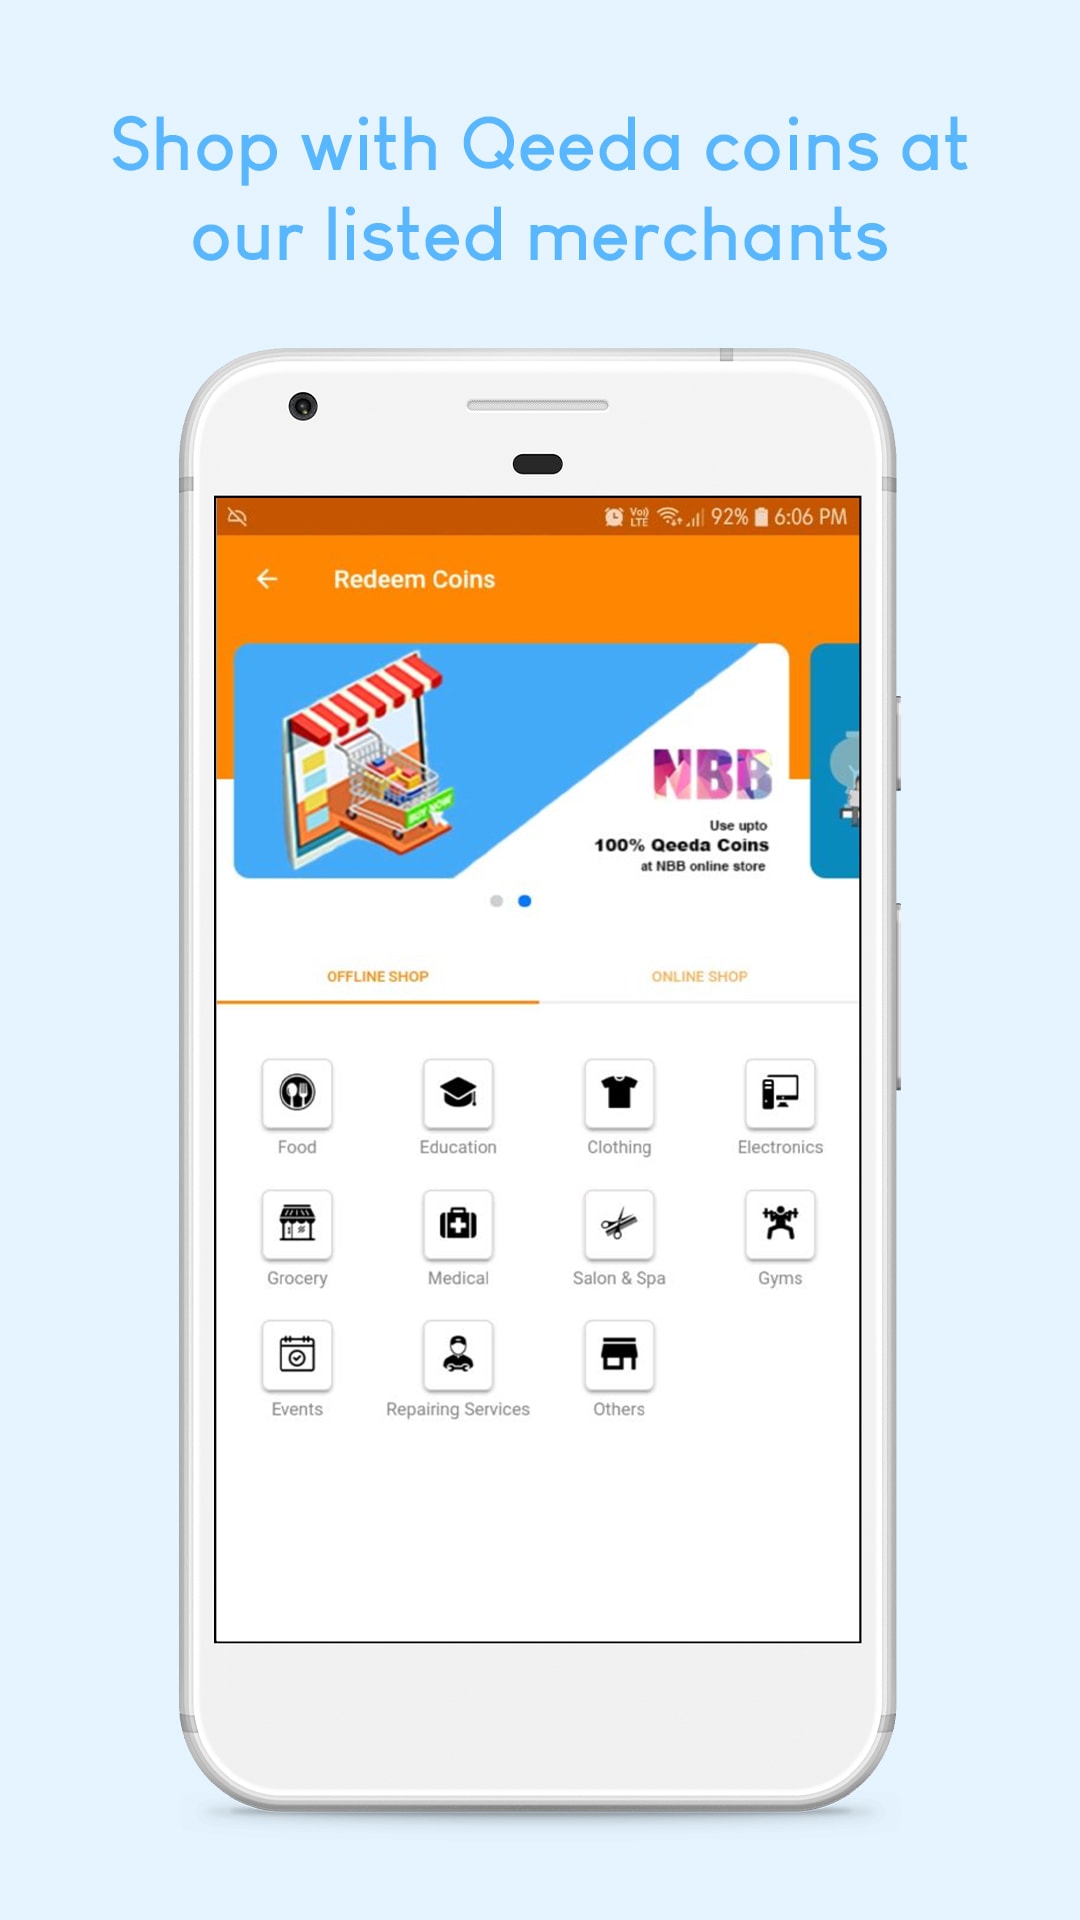 Shop with Qeeda coins at
our listed merchants
Vo)) LTE 92% 6:06 PM
Redeem Coins
NBB
Use upto
100% Qeeda Coins
at NBB online store
BUY NOW
OFFLINE SHOP ONLINE SHOP
Food Education Clothing Electronics
Grocery Medical Salon & Spa Gyms
Events Repairing Services Others